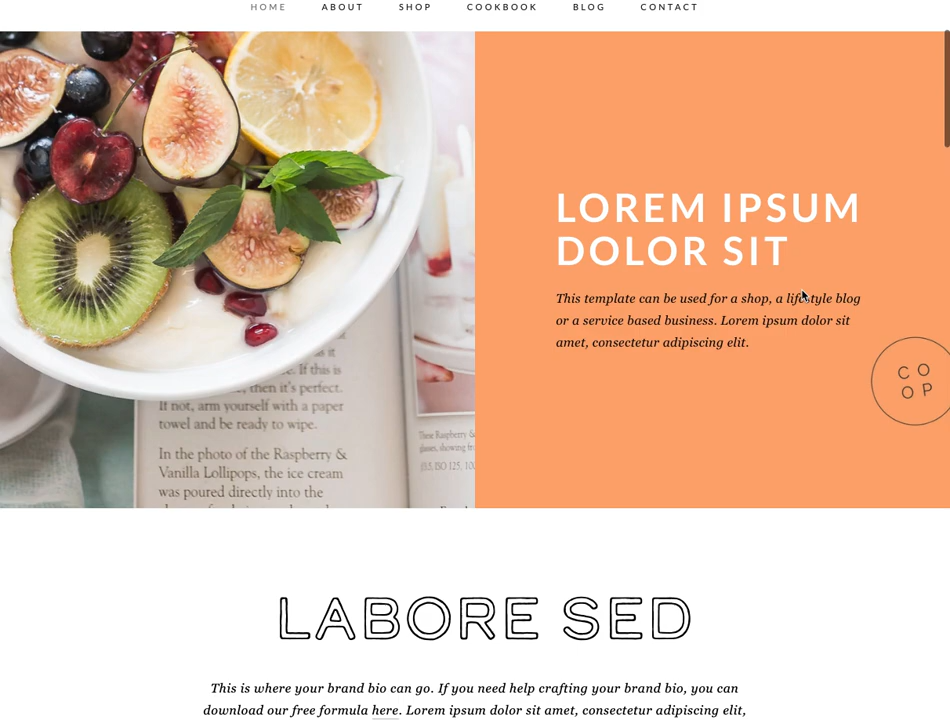 HOME ABOUT SHOP COOKBOOK BLOG CONTACT
LOREM IPSUM
DOLOR SIT
This template can be used for a shop, a lifestyle blog
or a service based business. Lorem ipsum dolor sit
amet, consectetur adipiscing elit.
CO
OP
as it
. If this is
then it's perfect.
If not, arm yourself with a paper
towel and be ready to wipe.
In the photo of the Raspberry &
Vanilla Lollipops, the ice cream
was poured directly into the
These Raspberry &
glasses, showing
LABORE SED
This is where your brand bio can go. If you need help crafting your brand bio, you can
download our free formula here. Lorem ipsum dolor sit amet, consectetur adipiscing elit,